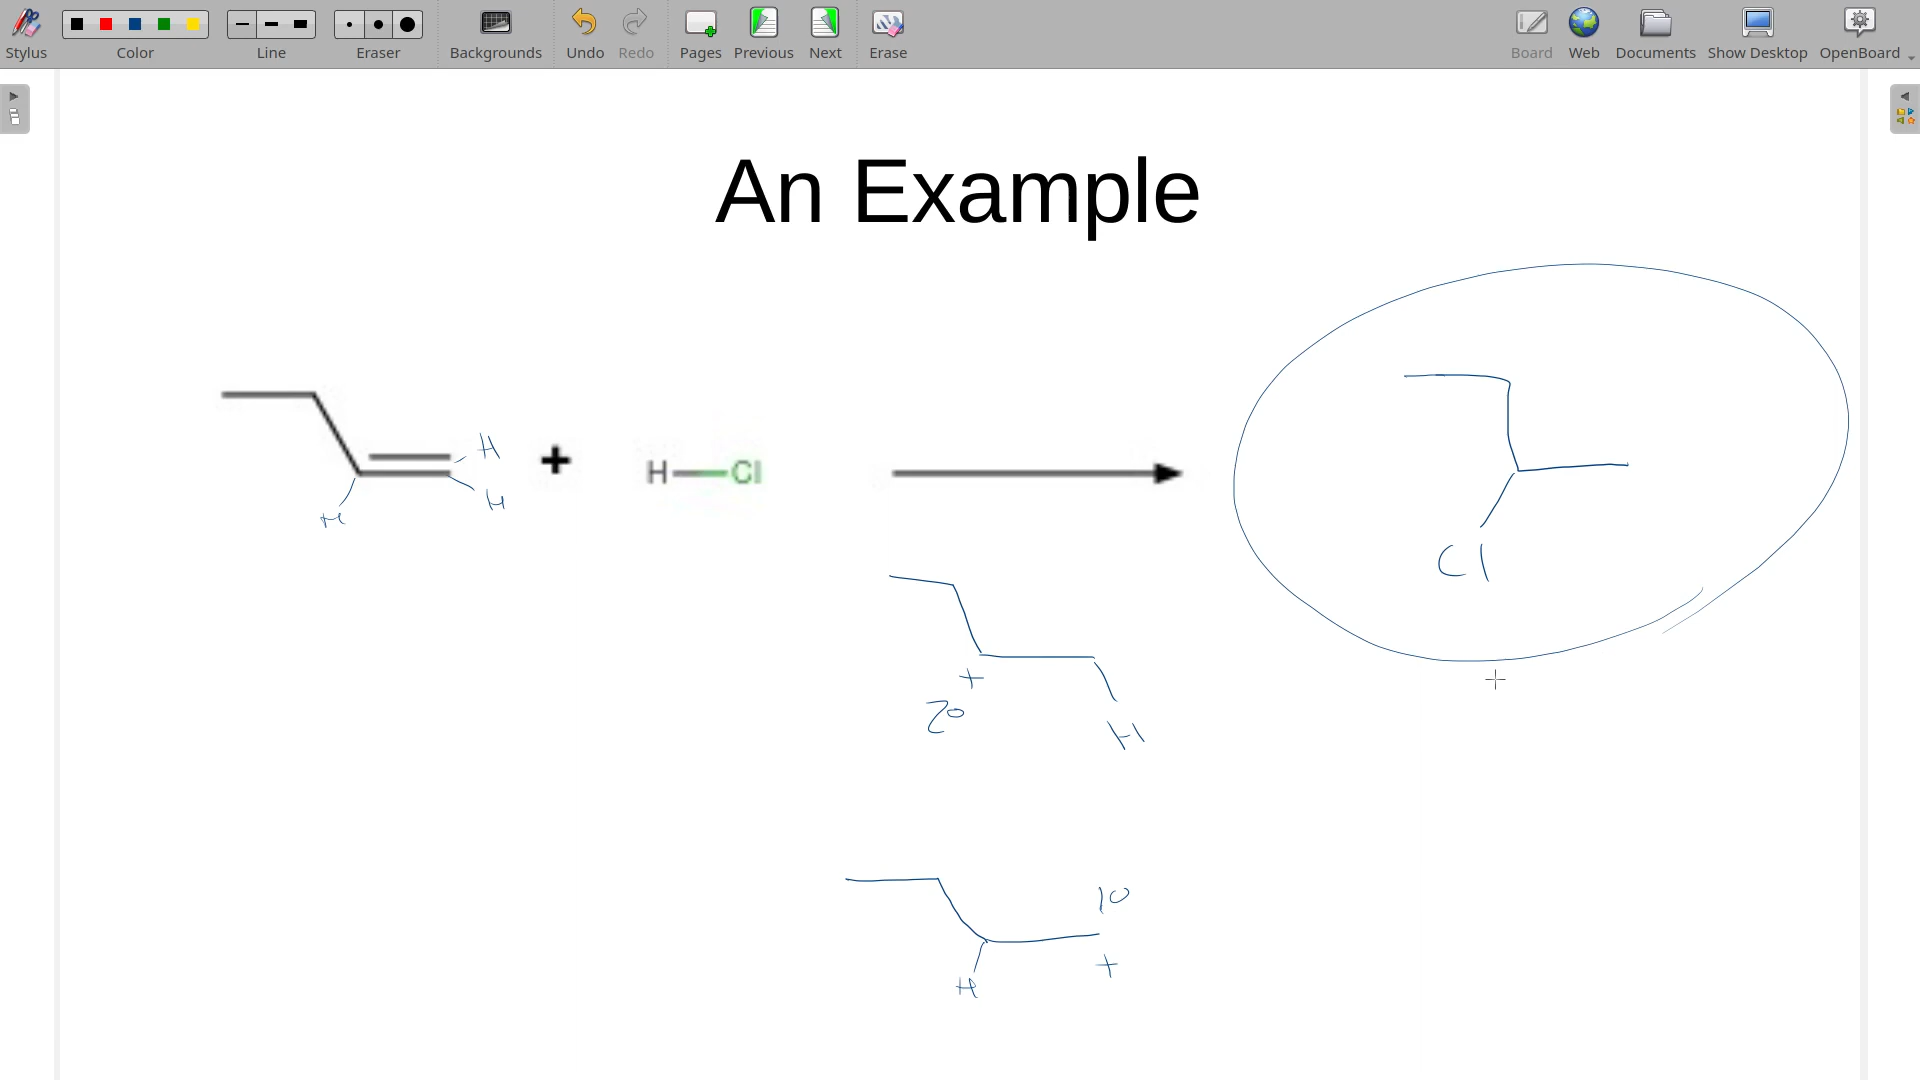 Stylus Color Line Eraser Backgrounds Undo Redo Pages Previous Next Erase Board Web Documents Show Desktop OpenBoard
An Example
H
H
+ H Cl
H
Cl
+
2°
H
1°
+
H